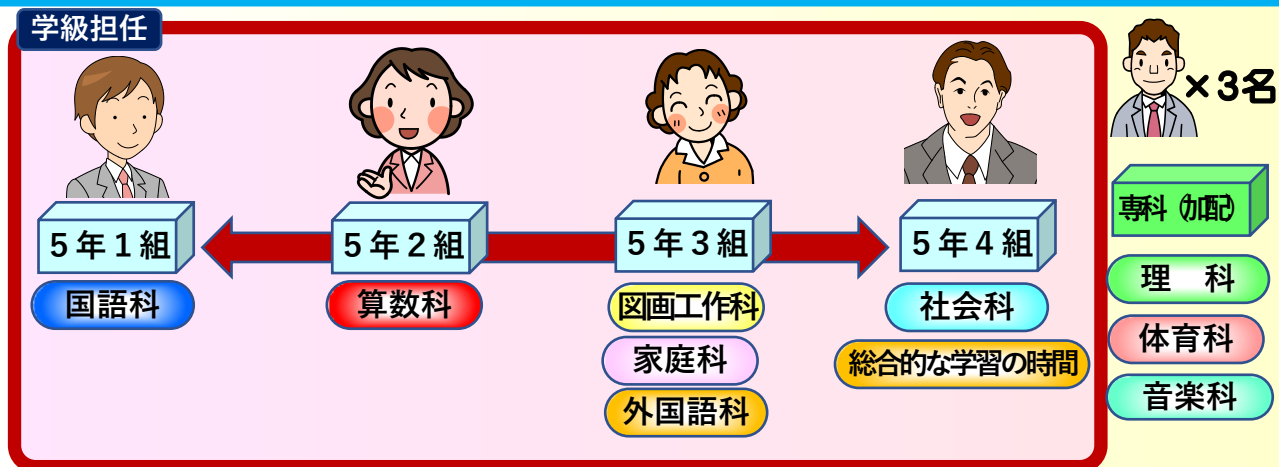 学級担任
×3名
5年1組
5年2組
5年3組
5年4組
専科(加配)
国語科
算数科
図画工作科
社会科
理　科
家庭科
総合的な学習の時間
体育科
外国語科
音楽科